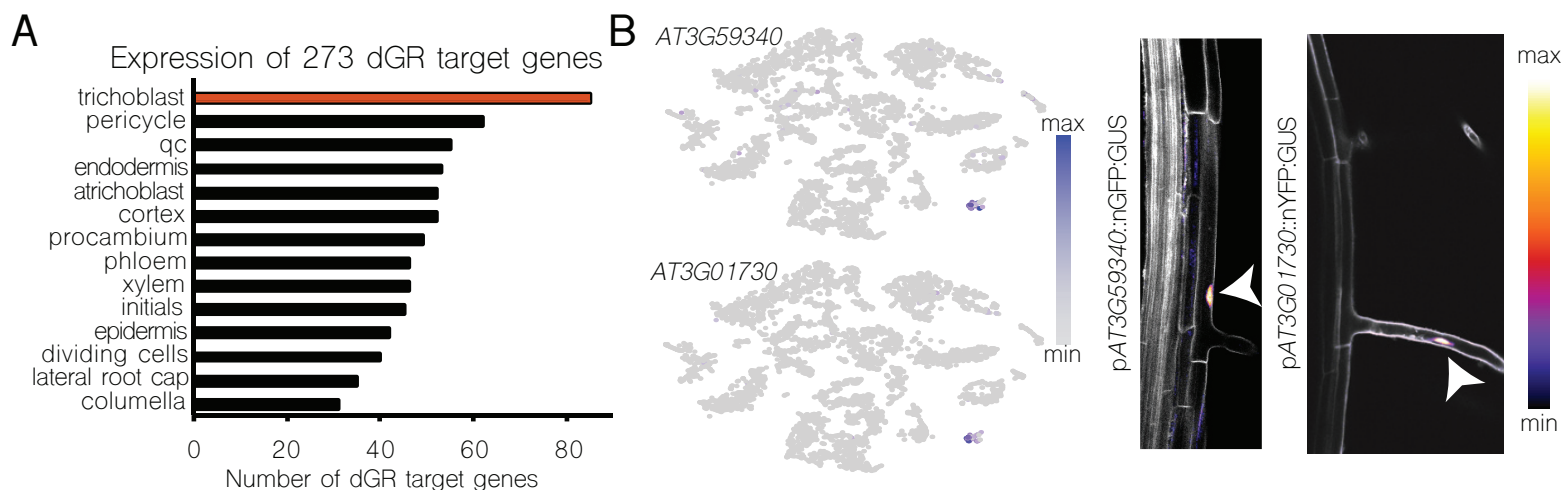 A
Expression of 273 dGR target genes
trichoblast
pericycle
qc
endodermis
atrichoblast
cortex
procambium
phloem
xylem
initials
epidermis
dividing cells
lateral root cap
columella
0 20 40 60 80
Number of dGR target genes
B
AT3G59340
AT3G01730
max
min
pAT3G59340::nGFP:GUS
pAT3G01730::nYFP:GUS
max
min